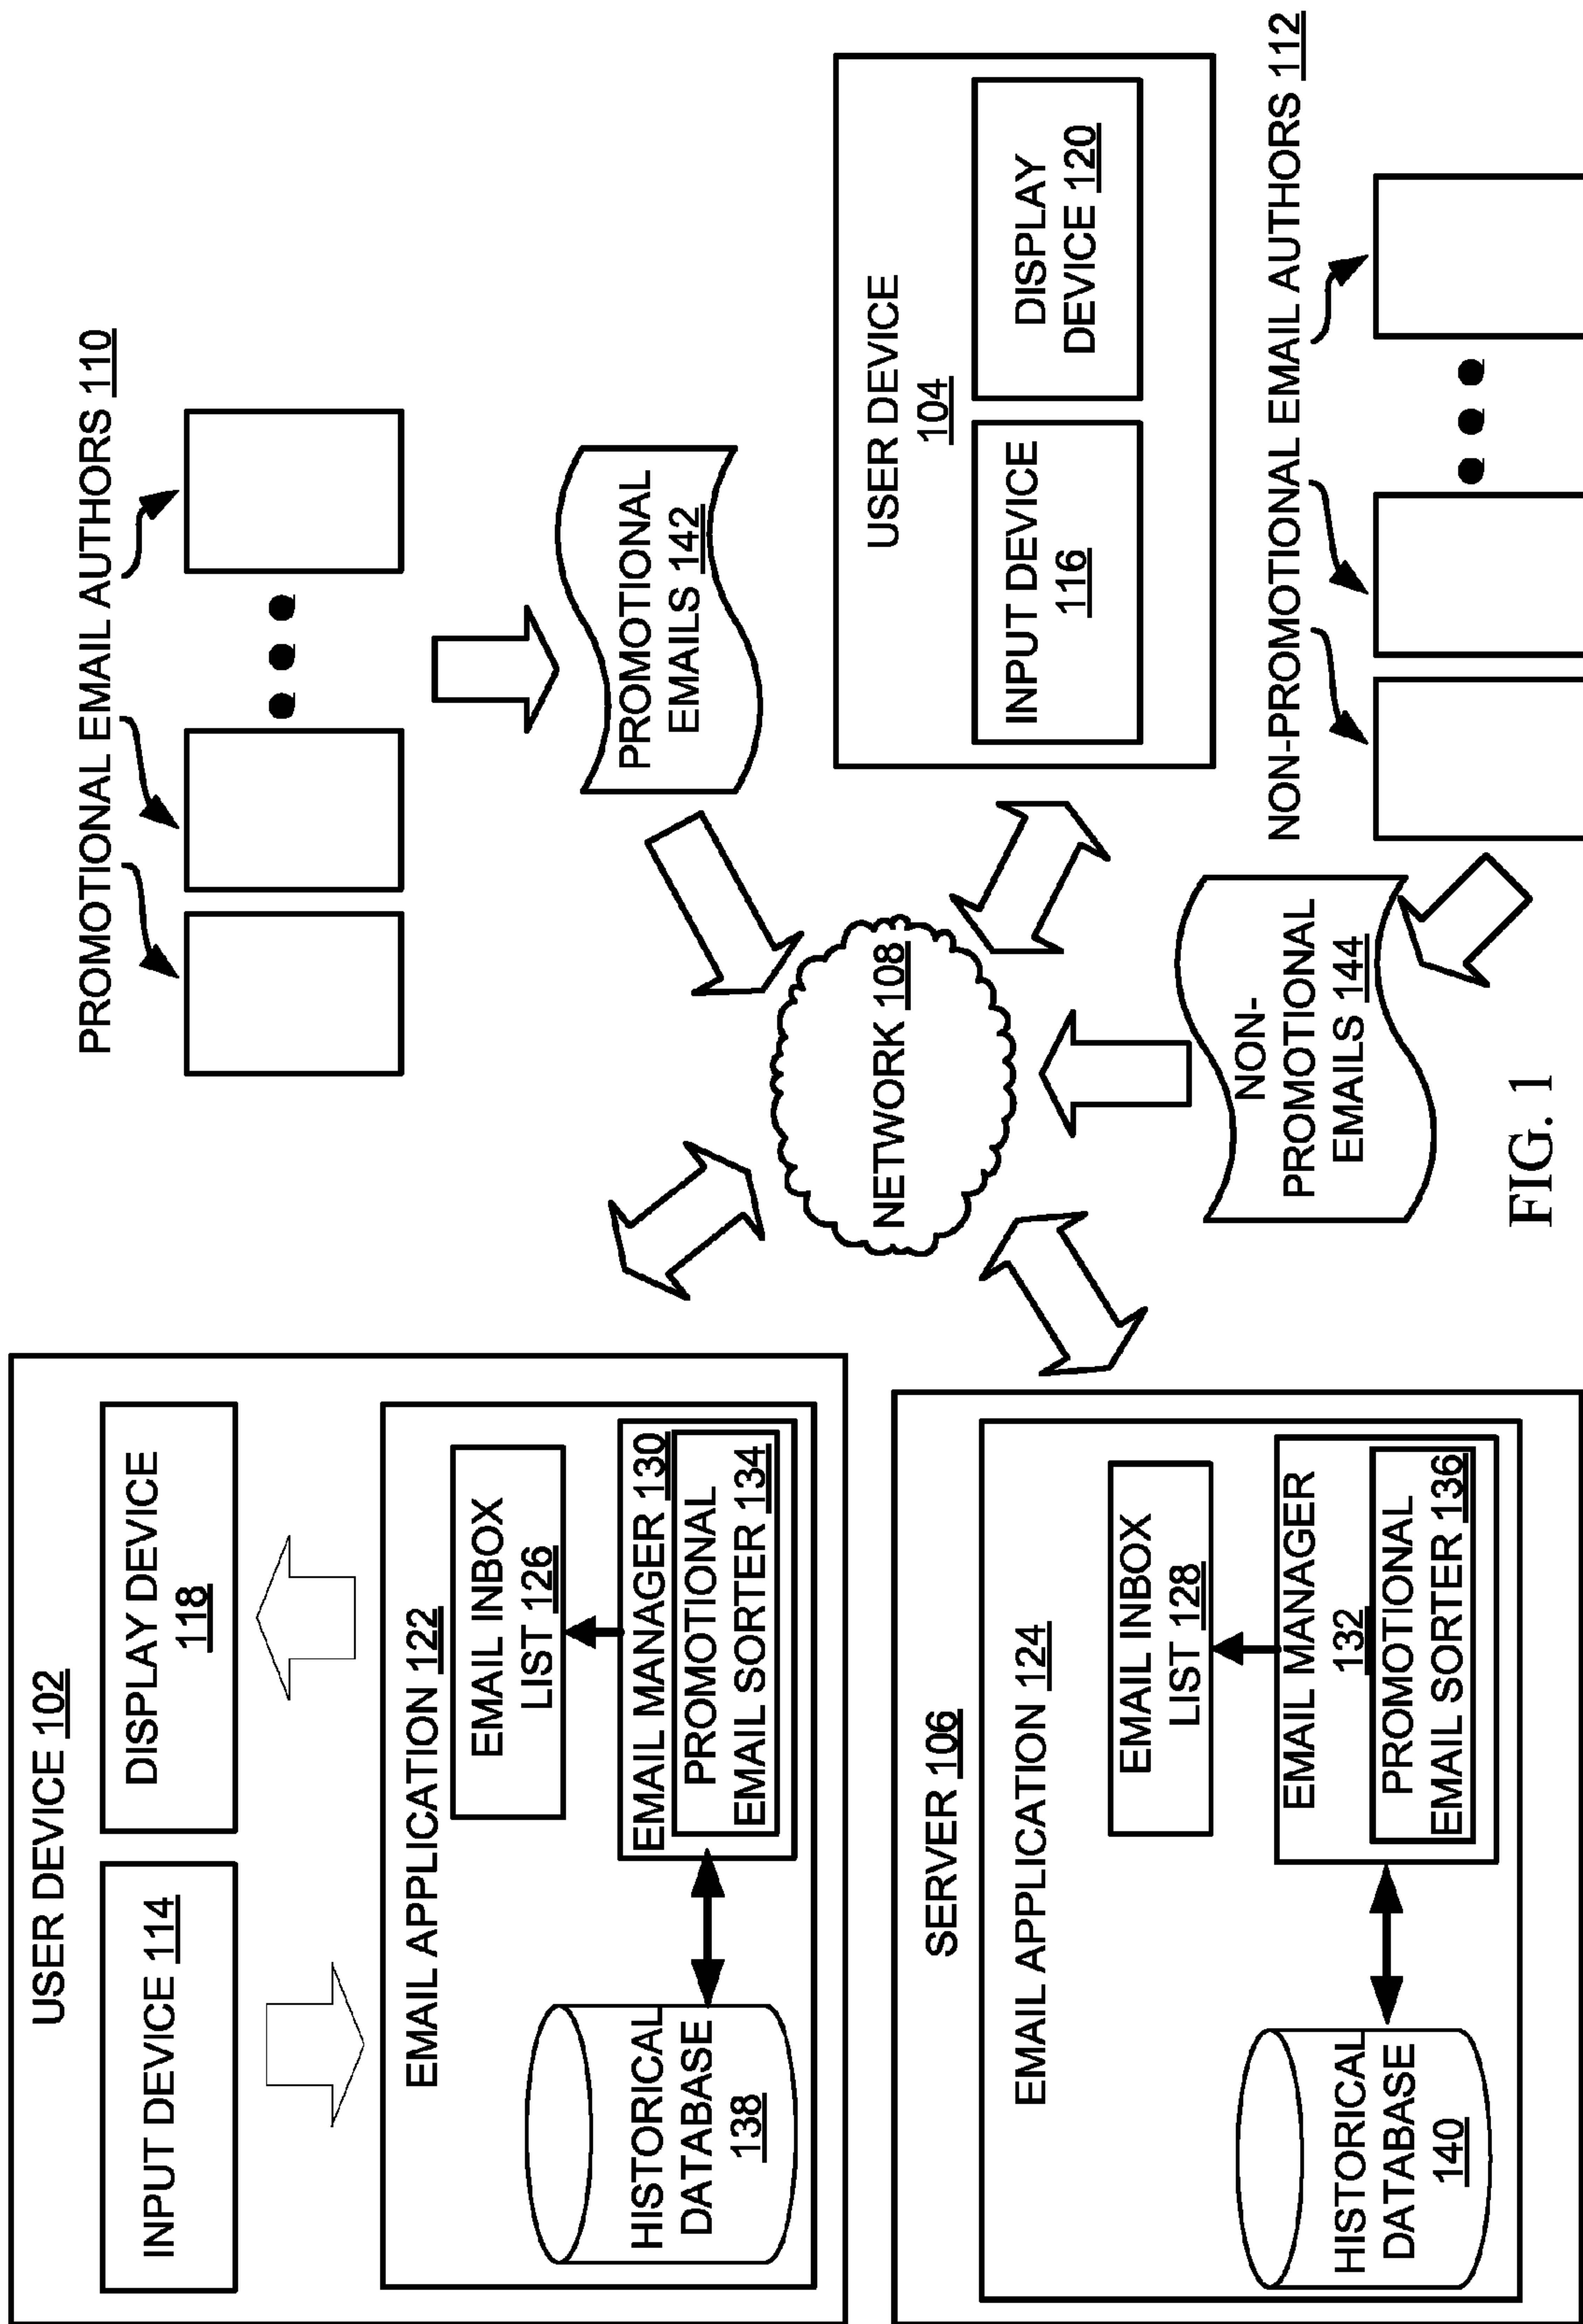 USER DEVICE 102
INPUT DEVICE 114
DISPLAY DEVICE
118
EMAIL APPLICATION 122
HISTORICAL
DATABASE
138
EMAIL INBOX
LIST 126
EMAIL MANAGER 130
PROMOTIONAL
EMAIL SORTER 134
SERVER 106
EMAIL APPLICATION 124
HISTORICAL
DATABASE
140
EMAIL INBOX
LIST 128
EMAIL MANAGER
132
PROMOTIONAL
EMAIL SORTER 136
NETWORK 108
PROMOTIONAL EMAIL AUTHORS 110
PROMOTIONAL
EMAILS 142
USER DEVICE
104
INPUT DEVICE
116
DISPLAY
DEVICE 120
NON-PROMOTIONAL EMAIL AUTHORS 112
NON-
PROMOTIONAL
EMAILS 144
FIG. 1